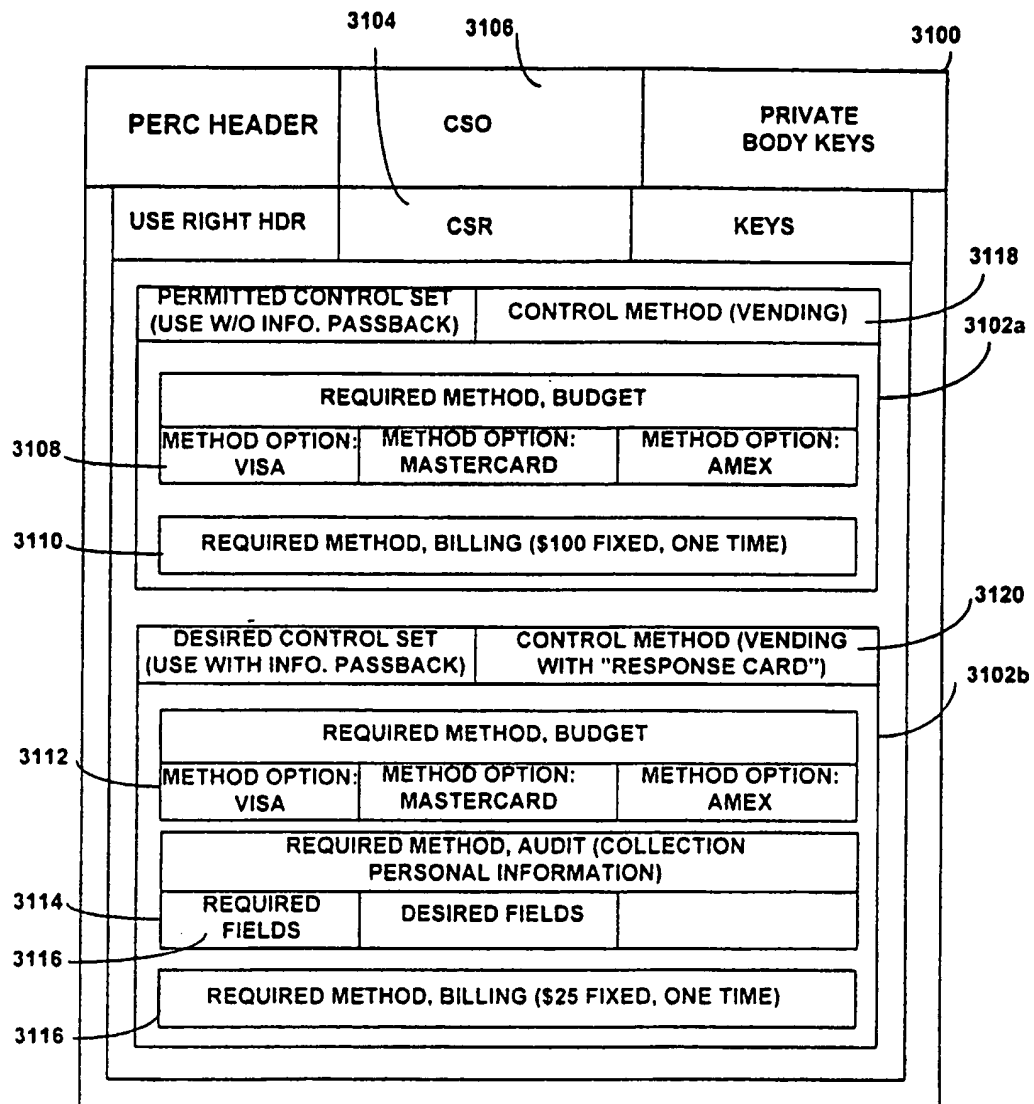 3104
3106
3100
PERC HEADER
CSO
PRIVATE
BODY KEYS
USE RIGHT HDR
CSR
KEYS
3118
PERMITTED CONTROL SET
(USE W/O INFO. PASSBACK)
CONTROL METHOD (VENDING)
3102a
REQUIRED METHOD, BUDGET
3108
METHOD OPTION:
VISA
METHOD OPTION:
MASTERCARD
METHOD OPTION:
AMEX
3110
REQUIRED METHOD, BILLING ($100 FIXED, ONE TIME)
3120
DESIRED CONTROL SET
(USE WITH INFO. PASSBACK)
CONTROL METHOD (VENDING
WITH "RESPONSE CARD")
3102b
REQUIRED METHOD, BUDGET
3112
METHOD OPTION:
VISA
METHOD OPTION:
MASTERCARD
METHOD OPTION:
AMEX
REQUIRED METHOD, AUDIT (COLLECTION
PERSONAL INFORMATION)
3114
REQUIRED
FIELDS
DESIRED FIELDS
3116
REQUIRED METHOD, BILLING ($25 FIXED, ONE TIME)
3116